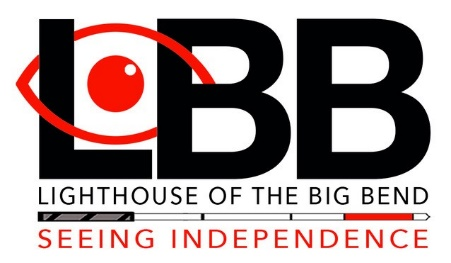 LBB
LIGHTHOUSE OF THE BIG BEND
SEEING INDEPENDENCE